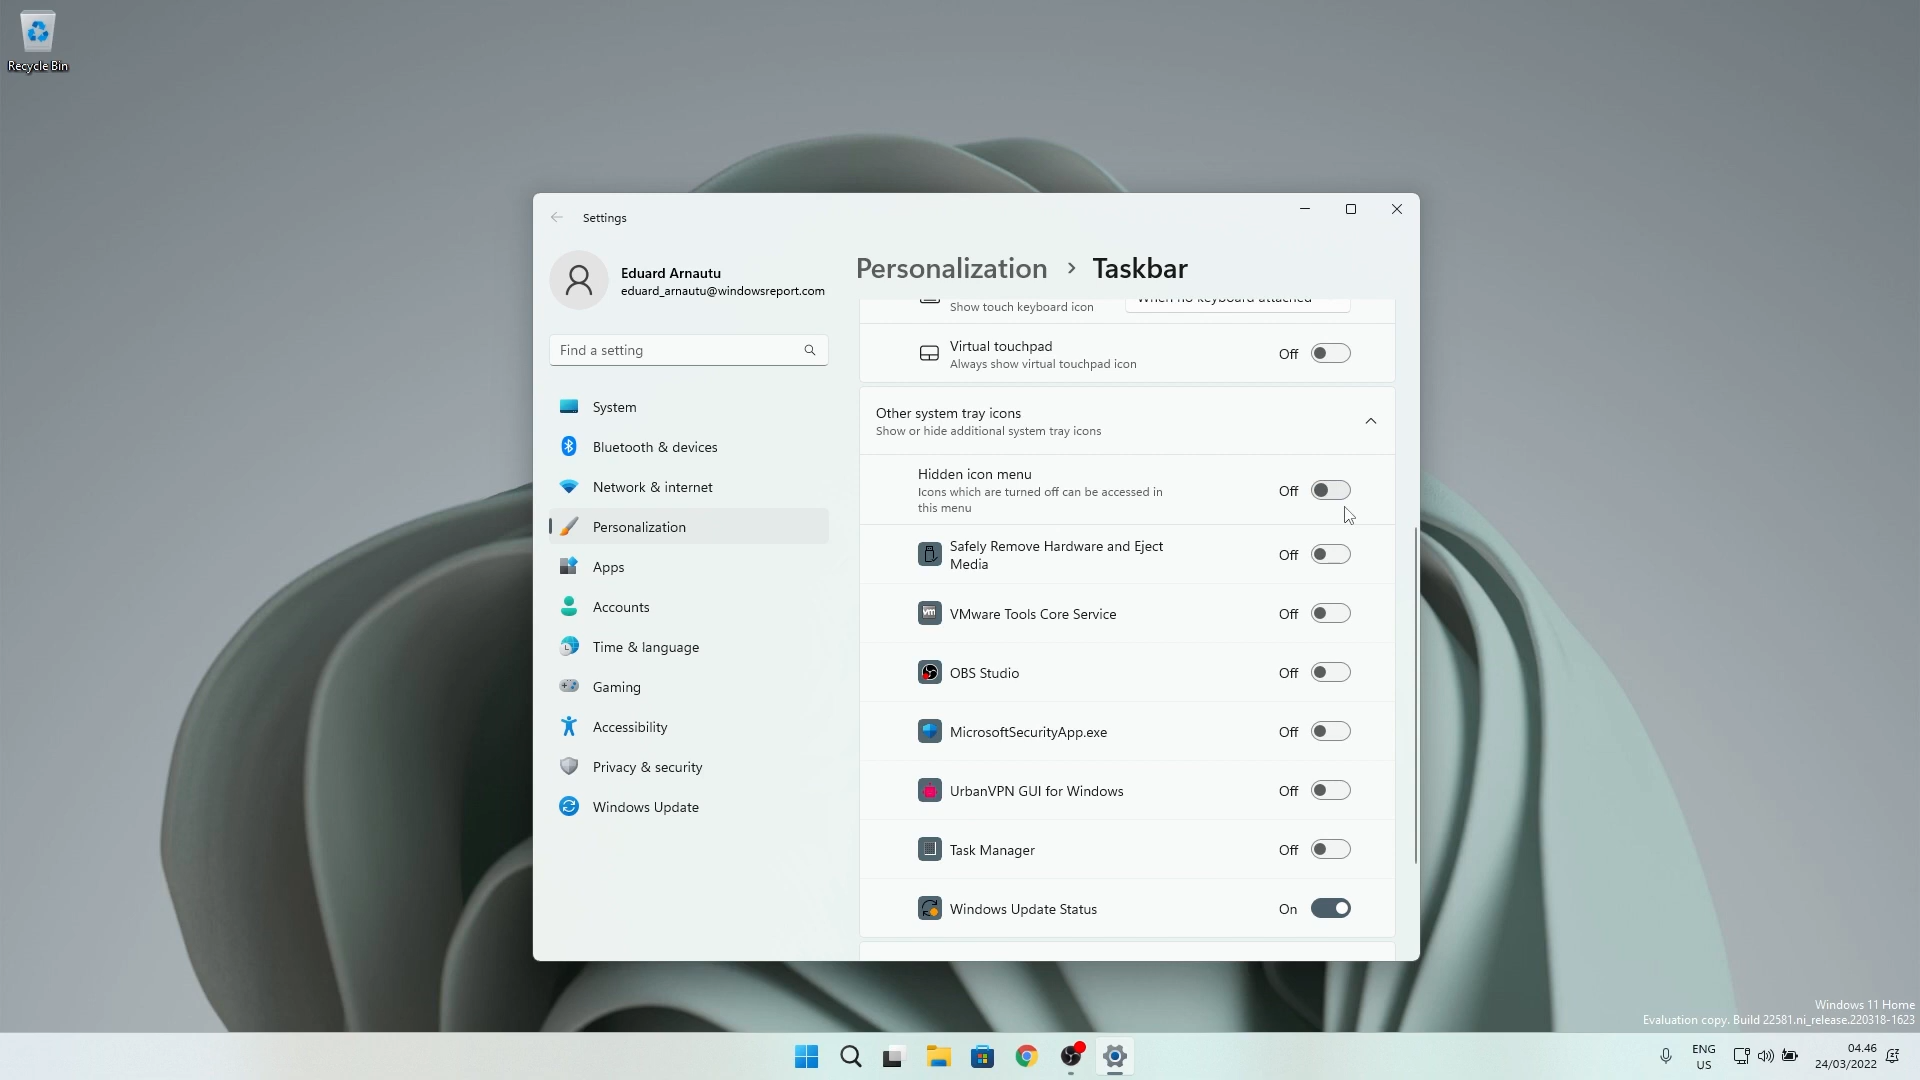 Recycle Bin
Settings
Eduard Arnautu
eduard_arnautu@windowsreport.com
Find a setting
System
Bluetooth & devices
Network & internet
Personalization
Apps
Accounts
Time & language
Gaming
Accessibility
Privacy & security
Windows Update
Personalization > Taskbar
Show touch keyboard icon
When no keyboard attached
Virtual touchpad
Always show virtual touchpad icon
Off
Other system tray icons
Show or hide additional system tray icons
Hidden icon menu
Icons which are turned off can be accessed in
this menu
Off
Safely Remove Hardware and Eject
Media
Off
VMware Tools Core Service
Off
OBS Studio
Off
MicrosoftSecurityApp.exe
Off
UrbanVPN GUI for Windows
Off
Task Manager
Off
Windows Update Status
On
Windows 11 Home
Evaluation copy. Build 22581.ni_release.220318-1623
ENG
US
04.46
24/03/2022